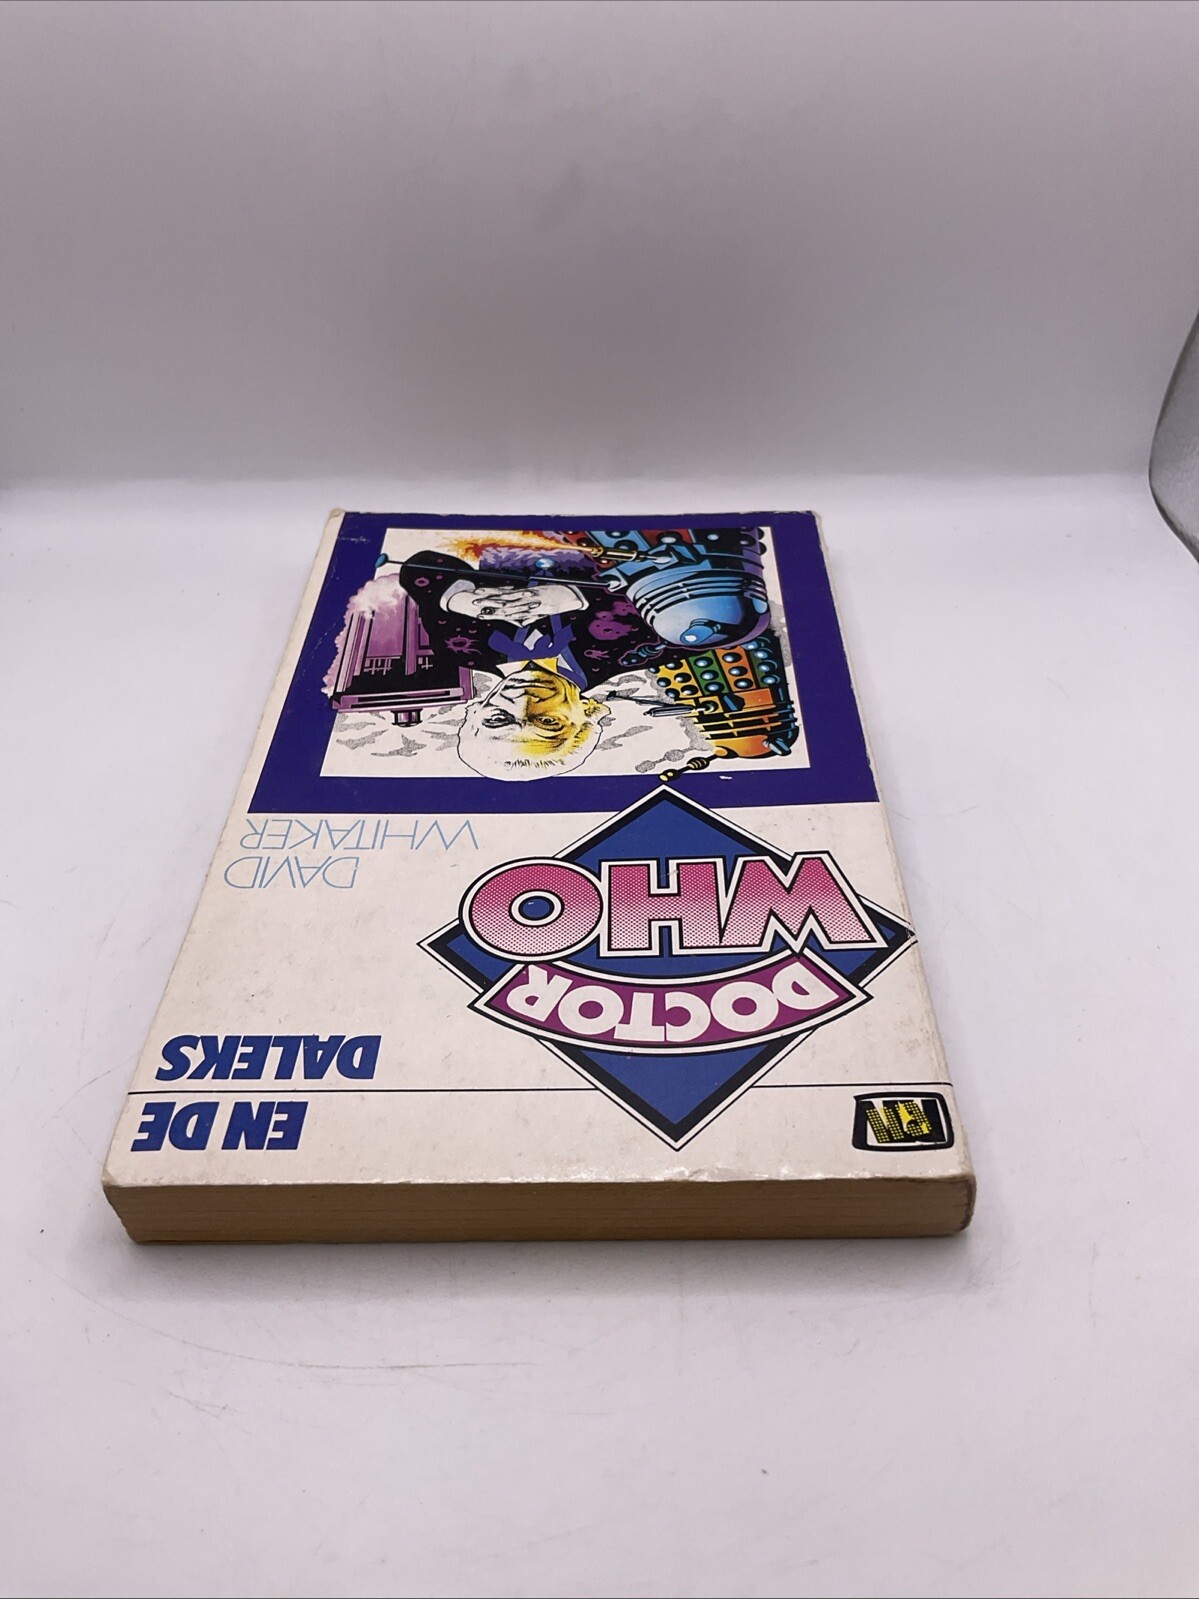 EN DE
DALEKS
DOCTOR
WHO
DAVID
WHITAKER